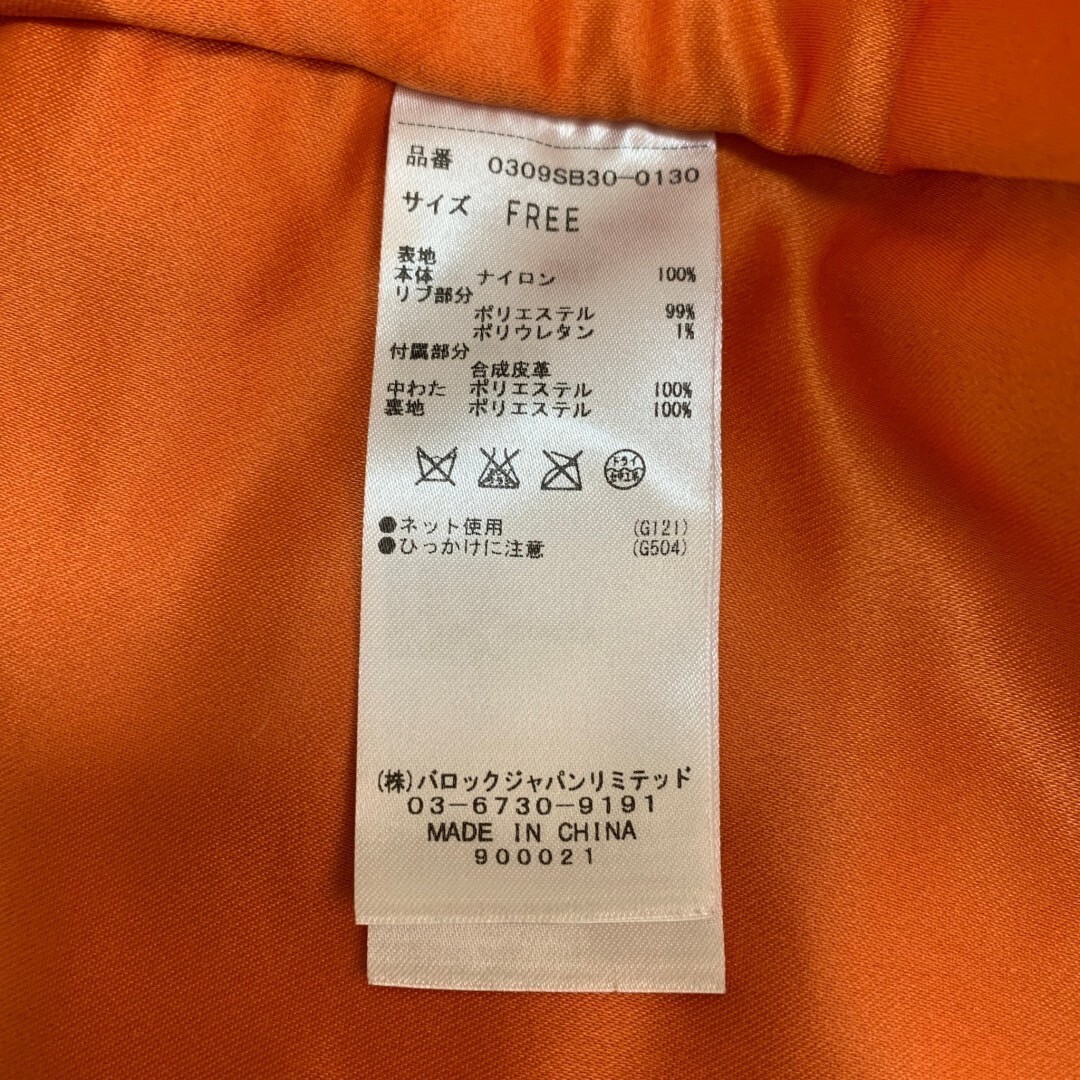 品番 0309SB30-0130
サイズ FREE
表地
本体 ナイロン 100%
リブ部分
ポリエステル 99%
ポリウレタン 1%
付属部分
合成皮革
中わた ポリエステル 100%
裏地 ポリエステル 100%
ドライ
●ネット使用 (G121)
●ひっかけに注意 (G504)
(株)バロックジャパンリミテッド
03-6730-9191
MADE IN CHINA
900021